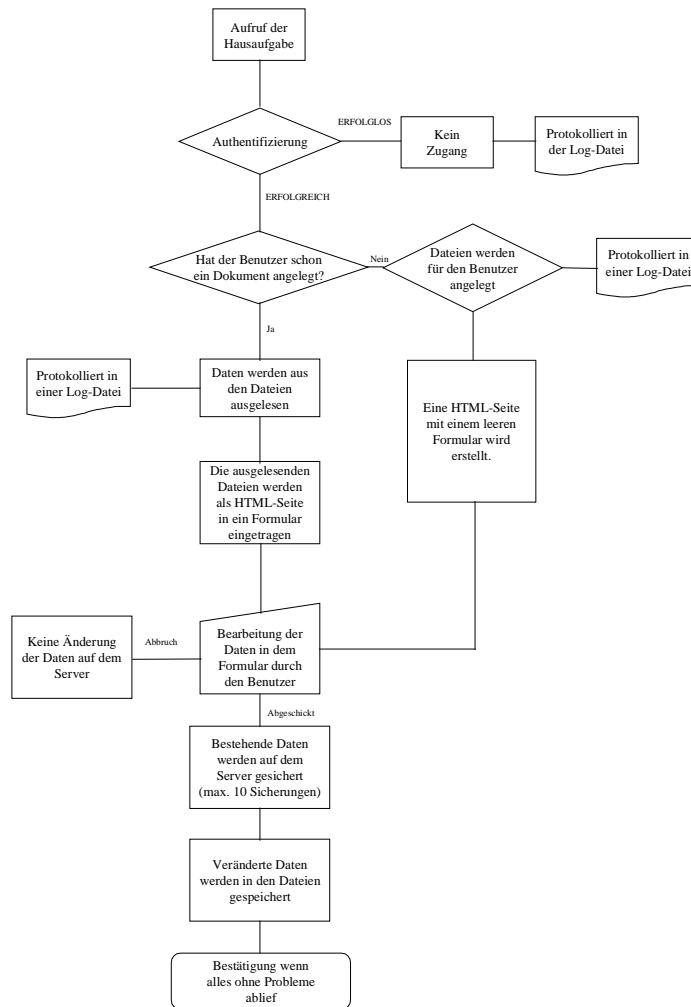 Aufruf der
Hausaufgabe
Authentifizierung
ERFOLGLOS
Kein
Zugang
Protokolliert in
der Log-Datei
ERFOLGREICH
Hat der Benutzer schon
ein Dokument angelegt?
Nein
Dateien werden
für den Benutzer
angelegt
Protokolliert in
einer Log-Datei
Ja
Protokolliert in
einer Log-Datei
Daten werden aus
den Dateien
ausgelesen
Eine HTML-Seite
mit einem leeren
Formular wird
erstellt.
Die ausgelesenden
Dateien werden
als HTML-Seite
in ein Formular
eingetragen
Keine Änderung
der Daten auf dem
Server
Abbruch
Bearbeitung der
Daten in dem
Formular durch
den Benutzer
Abgeschickt
Bestehende Daten
werden auf dem
Server gesichert
(max. 10 Sicherungen)
Veränderte Daten
werden in den Dateien
gespeichert
Bestätigung wenn
alles ohne Probleme
ablief